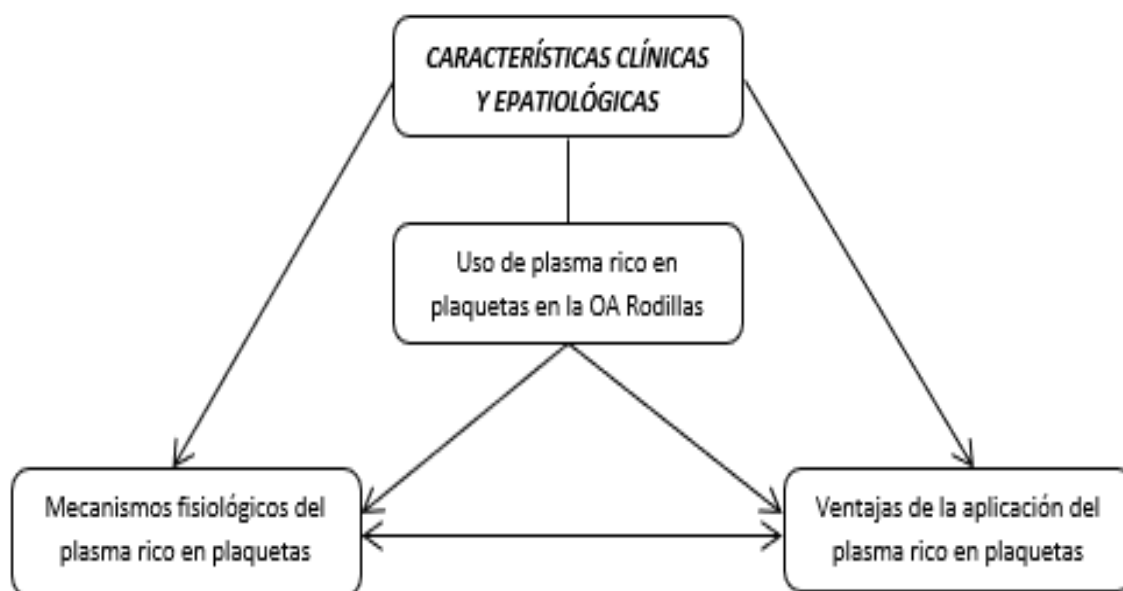 CARACTERÍSTICAS CLÍNICAS
Y EPATIOLÓGICAS
Uso de plasma rico en
plaquetas en la OA Rodillas
Mecanismos fisiológicos del
plasma rico en plaquetas
Ventajas de la aplicación del
plasma rico en plaquetas